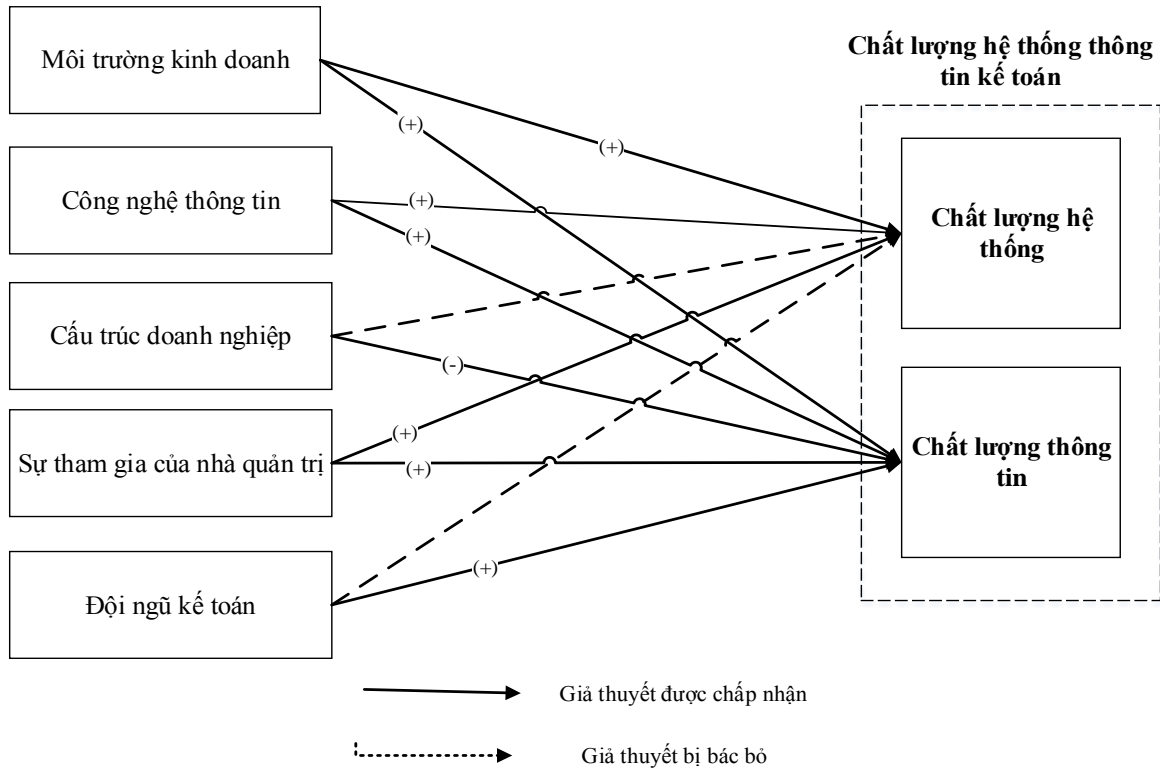 Môi trường kinh doanh
Công nghệ thông tin
Cấu trúc doanh nghiệp
Sự tham gia của nhà quản trị
Đội ngũ kế toán
(+)
(+)
(+)
(+)
(-)
(+)
(+)
(+)
Chất lượng hệ thống thông
tin kế toán
Chất lượng hệ
thống
Chất lượng thông
tin
Giả thuyết được chấp nhận
Giả thuyết bị bác bỏ